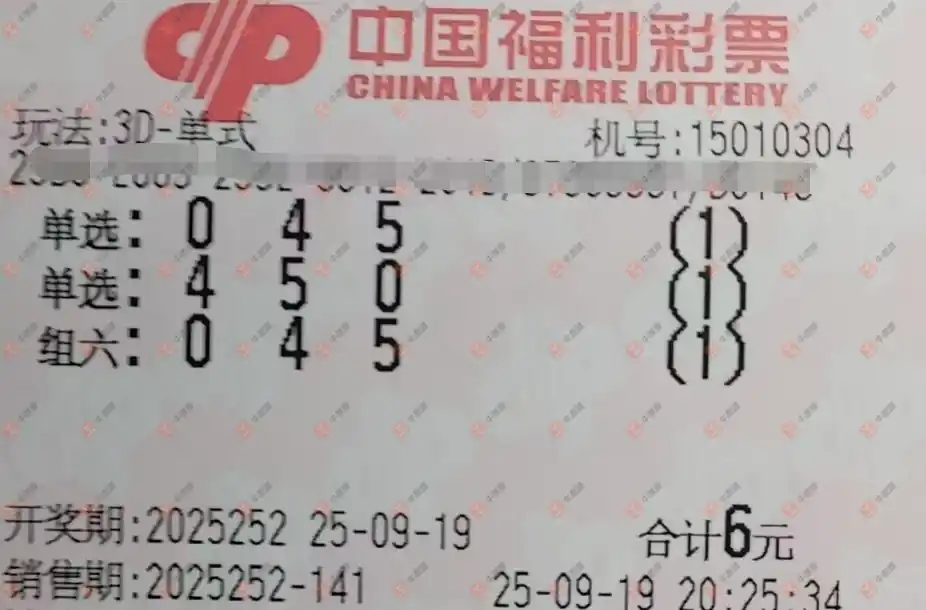 中国福利彩票
CHINA WELFARE LOTTERY
玩法:3D-单式 机号:15010304
单选: 0 4 5 (1)
单选: 4 5 0 (1)
组六: 0 4 5 (1)
开奖期:2025252 25-09-19 合计6元
销售期:2025252-141 25-09-19 20:25:34